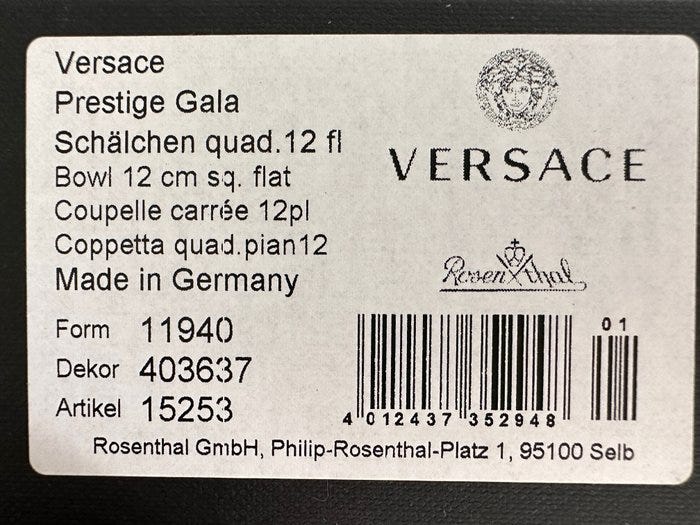 Versace
Prestige Gala
Schälchen quad.12 fl
Bowl 12 cm sq. flat
Coupelle carrée 12pl
Coppetta quad.pian12
Made in Germany
VERSACE
Rosenthal
Form 11940
Dekor 403637
Artikel 15253
01
4 012437 352948
Rosenthal GmbH, Philip-Rosenthal-Platz 1, 95100 Selb